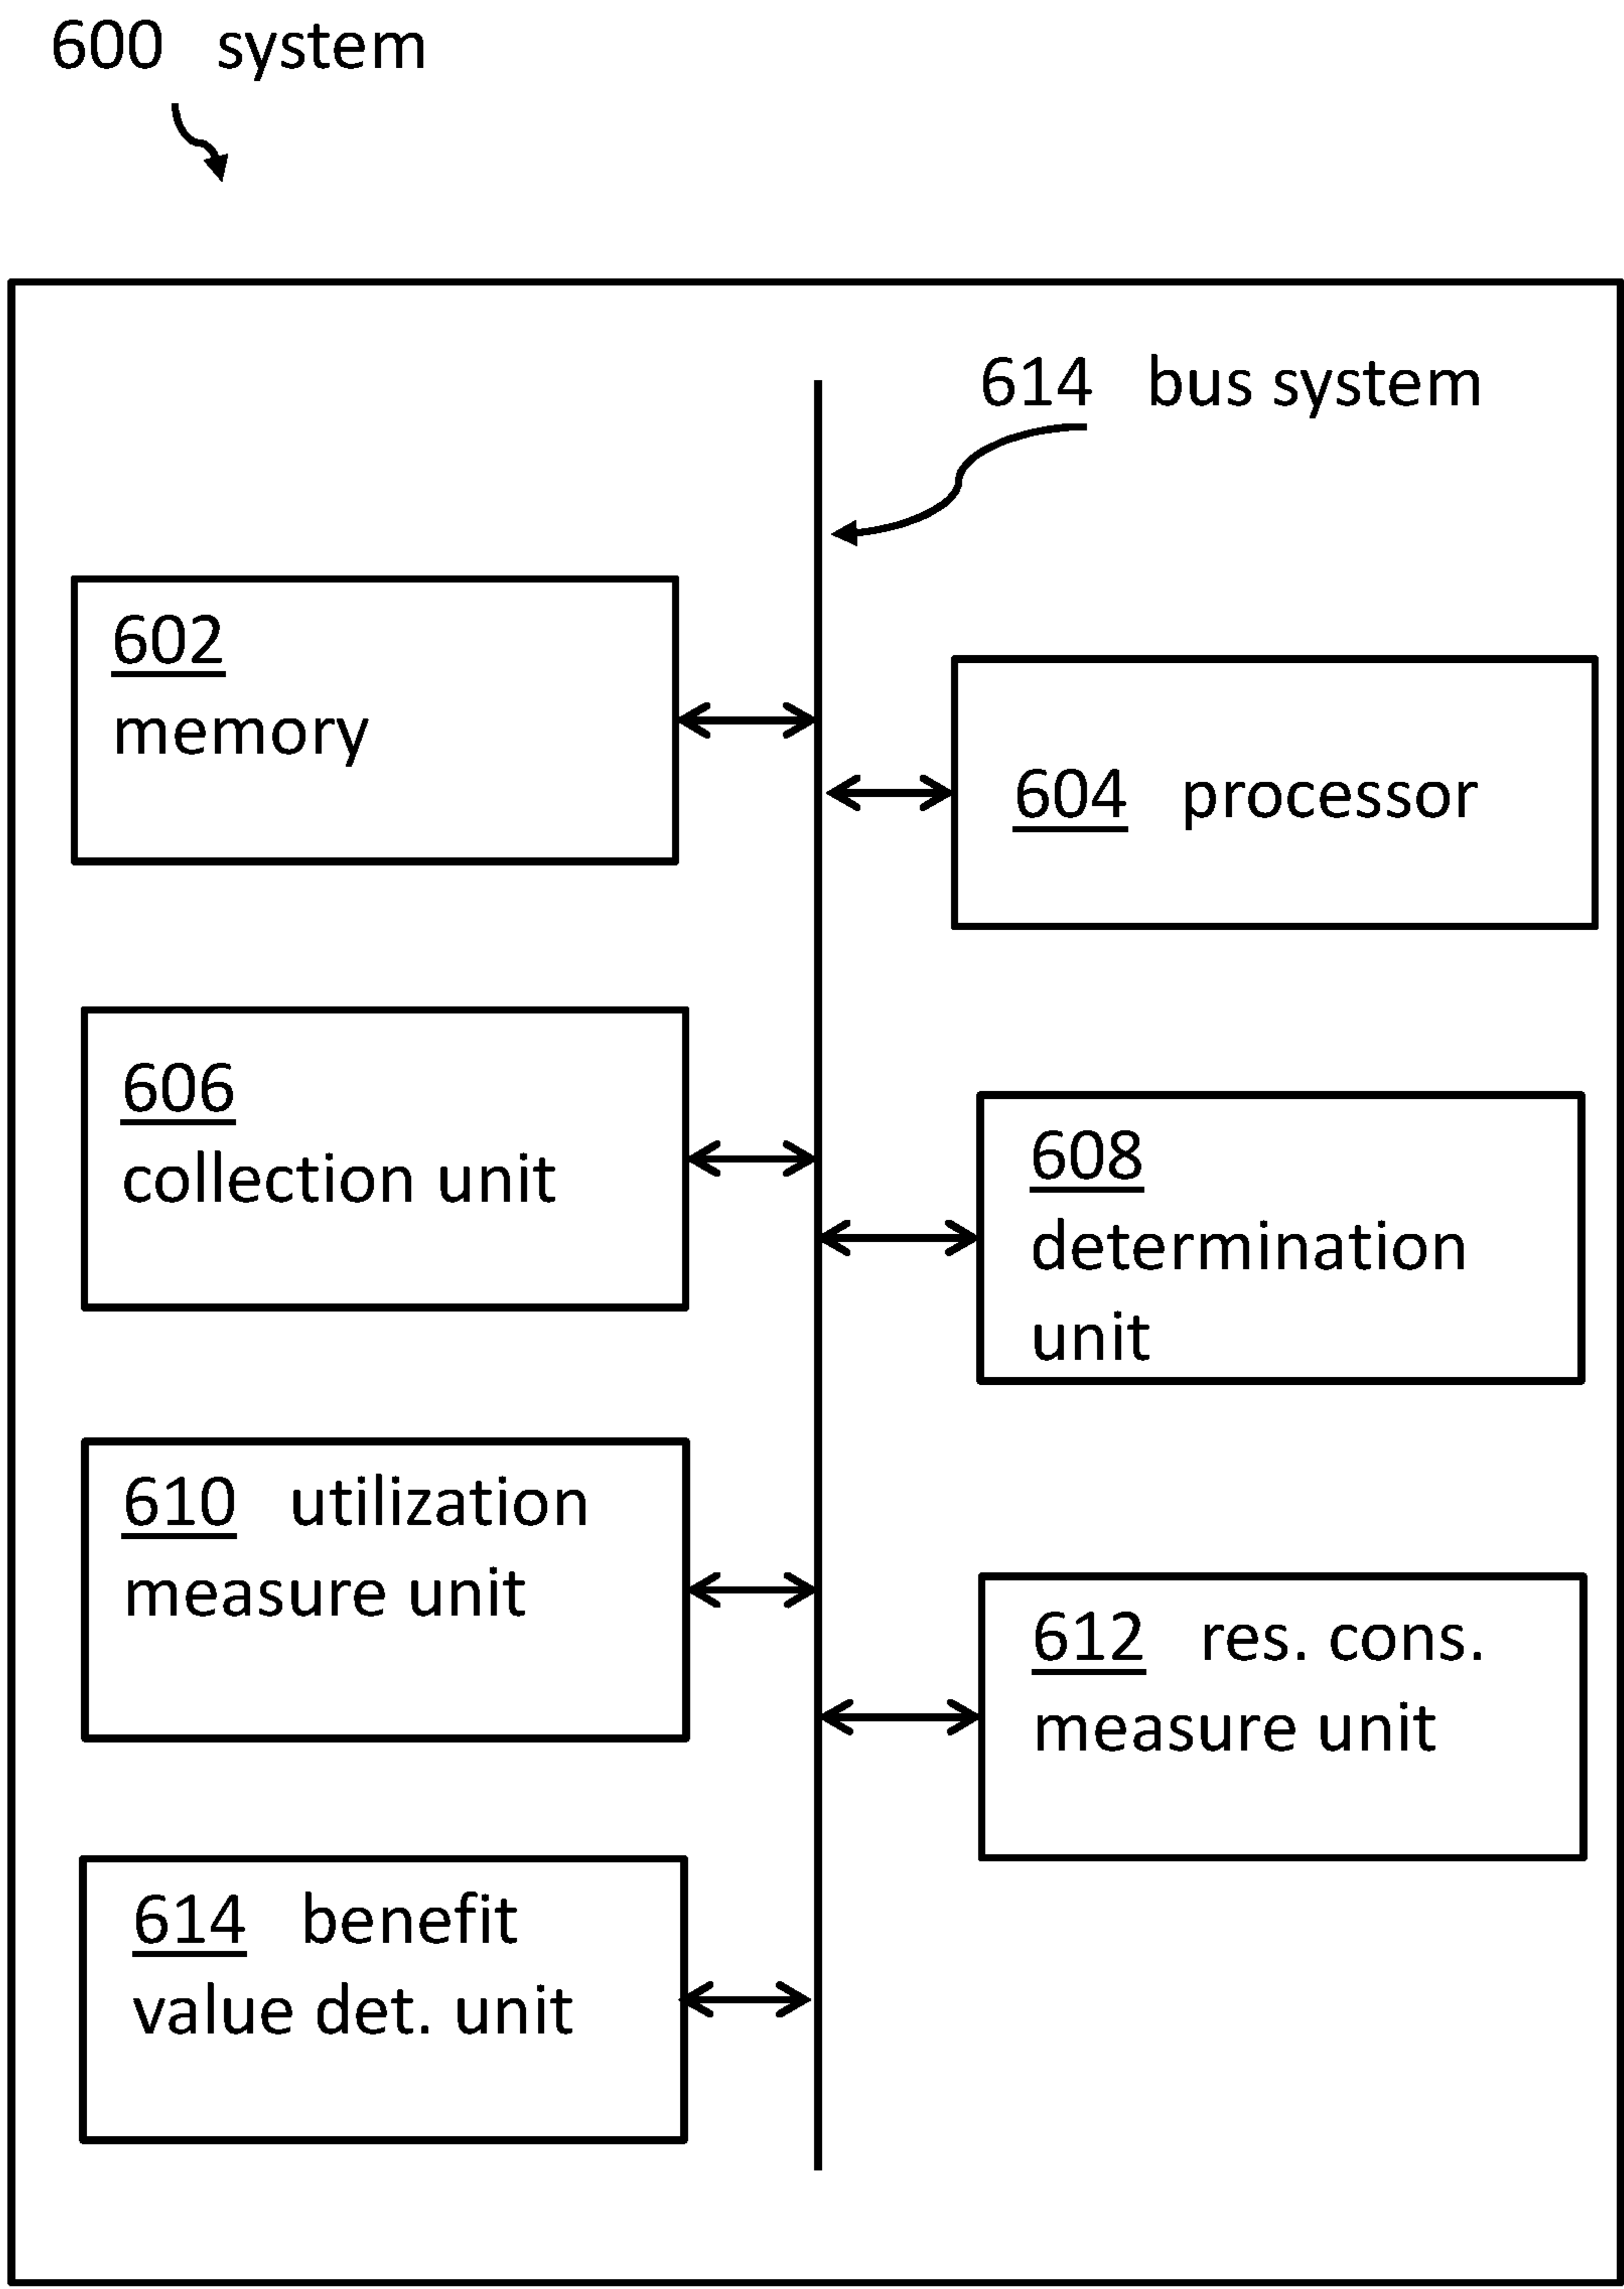 600 system
614 bus system
602
memory
604 processor
606
collection unit
608
determination
unit
610 utilization
measure unit
612 res. cons.
measure unit
614 benefit
value det. unit